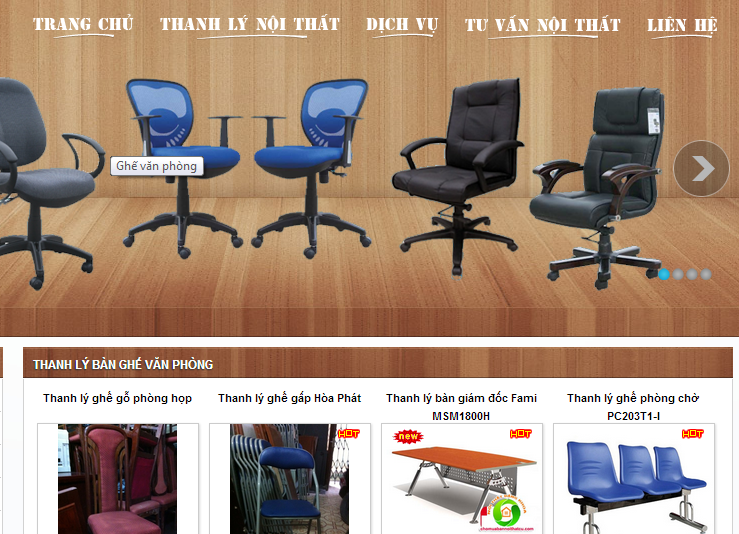 TRANG CHỦ THANH LÝ NỘI THẤT DỊCH VỤ TƯ VẤN NỘI THẤT LIÊN HỆ
Ghế văn phòng
THANH LÝ BÀN GHÉ VĂN PHÒNG
Thanh lý ghế gỗ phòng họp
Thanh lý ghế gấp Hòa Phát
HOT
Thanh lý bàn giám đốc Fami
MSM1800H
new HOT
Thanh lý ghế phòng chờ
PC203T1-I
HOT